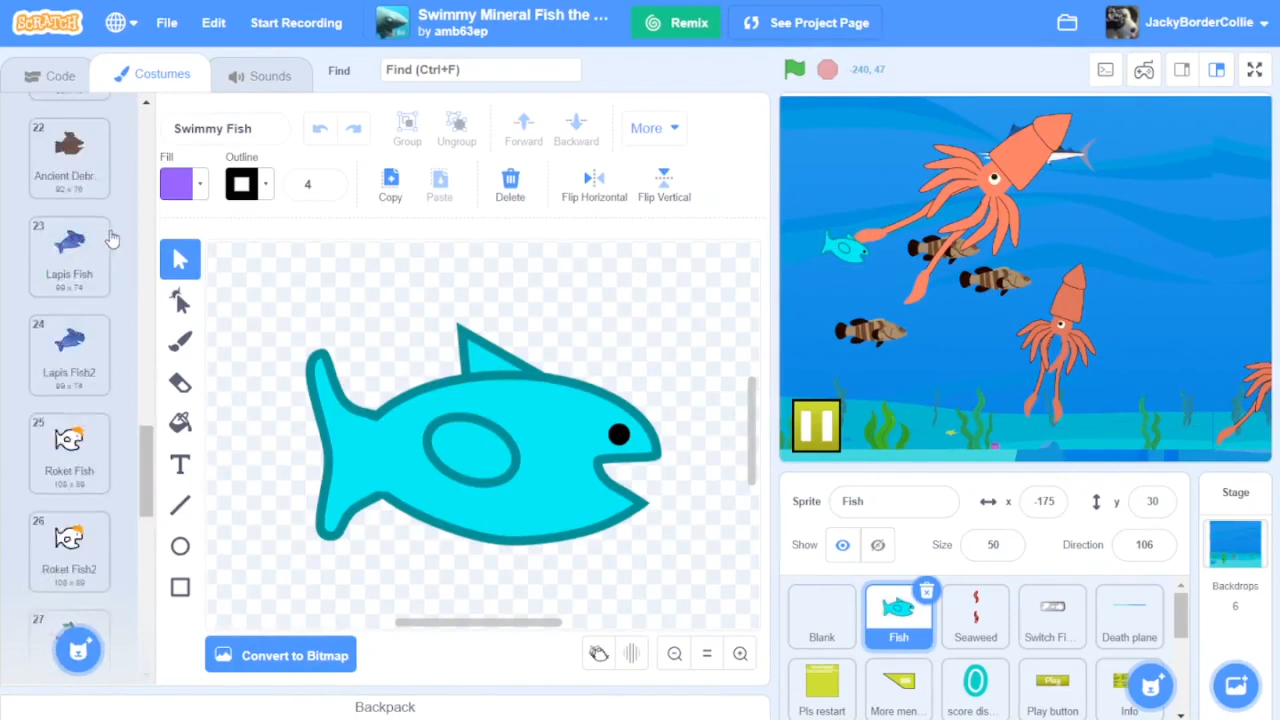 SCRATCH
File
Edit
Start Recording
Swimmy Mineral Fish the ...
by amb63ep
Remix
See Project Page
JackyBorderCollie
Code
Costumes
Sounds
Find
Find (Ctrl+F)
-240, 47
22
Ancient Debr...
92 x 76
23
Lapis Fish
99 x 74
24
Lapis Fish2
99 x 74
25
Roket Fish
108 x 89
26
Roket Fish2
108 x 89
27
Swimmy Fish
Group
Ungroup
Forward
Backward
More
Fill
Outline
4
Copy
Paste
Delete
Flip Horizontal
Flip Vertical
T
Convert to Bitmap
Backpack
Sprite
Fish
x
-175
y
30
Show
Size
50
Direction
106
Stage
Backdrops
6
Blank
Fish
Seaweed
Switch Fi...
Death plane
Pls restart
More men...
score dis...
Play
Play button
Info